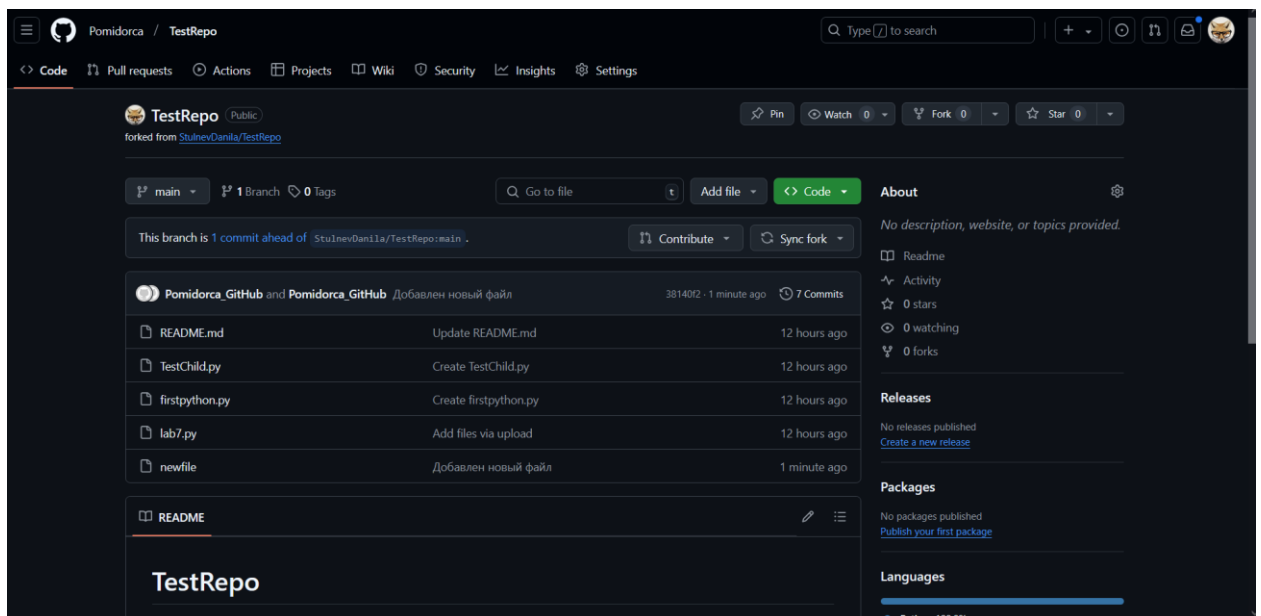 Pomidorca / TestRepo
Type / to search
Code Pull requests Actions Projects Wiki Security Insights Settings
TestRepo Public
Pin Watch 0 Fork 0 Star 0
forked from StulnevDanila/TestRepo
main 1 Branch 0 Tags
Go to file t Add file Code
This branch is 1 commit ahead of StulnevDanila/TestRepo:main .
Contribute Sync fork
Pomidorca_GitHub and Pomidorca_GitHub Добавлен новый файл 38140f2 · 1 minute ago 7 Commits
README.md Update README.md 12 hours ago
TestChild.py Create TestChild.py 12 hours ago
firstpython.py Create firstpython.py 12 hours ago
lab7.py Add files via upload 12 hours ago
newfile Добавлен новый файл 1 minute ago
README
TestRepo
About
No description, website, or topics provided.
Readme
Activity
0 stars
0 watching
0 forks
Releases
No releases published
Create a new release
Packages
No packages published
Publish your first package
Languages